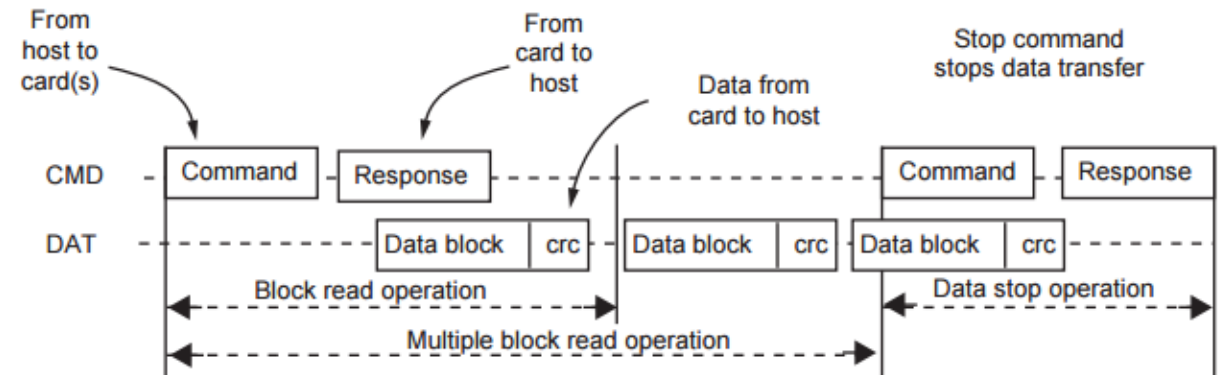 From
host to
card(s)
From
card to
host
Data from
card to host
Stop command
stops data transfer
CMD Command Response Command Response
DAT Data block crc Data block crc Data block crc
Block read operation Data stop operation
Multiple block read operation